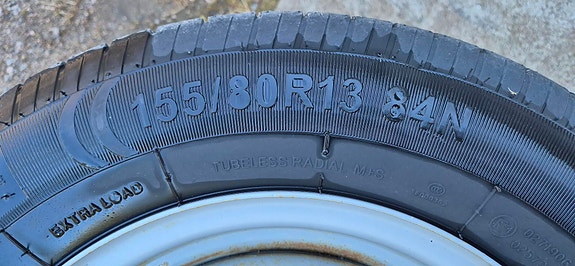 155/80R13 84N
TUBELESS RADIAL M+S
EXTRA LOAD